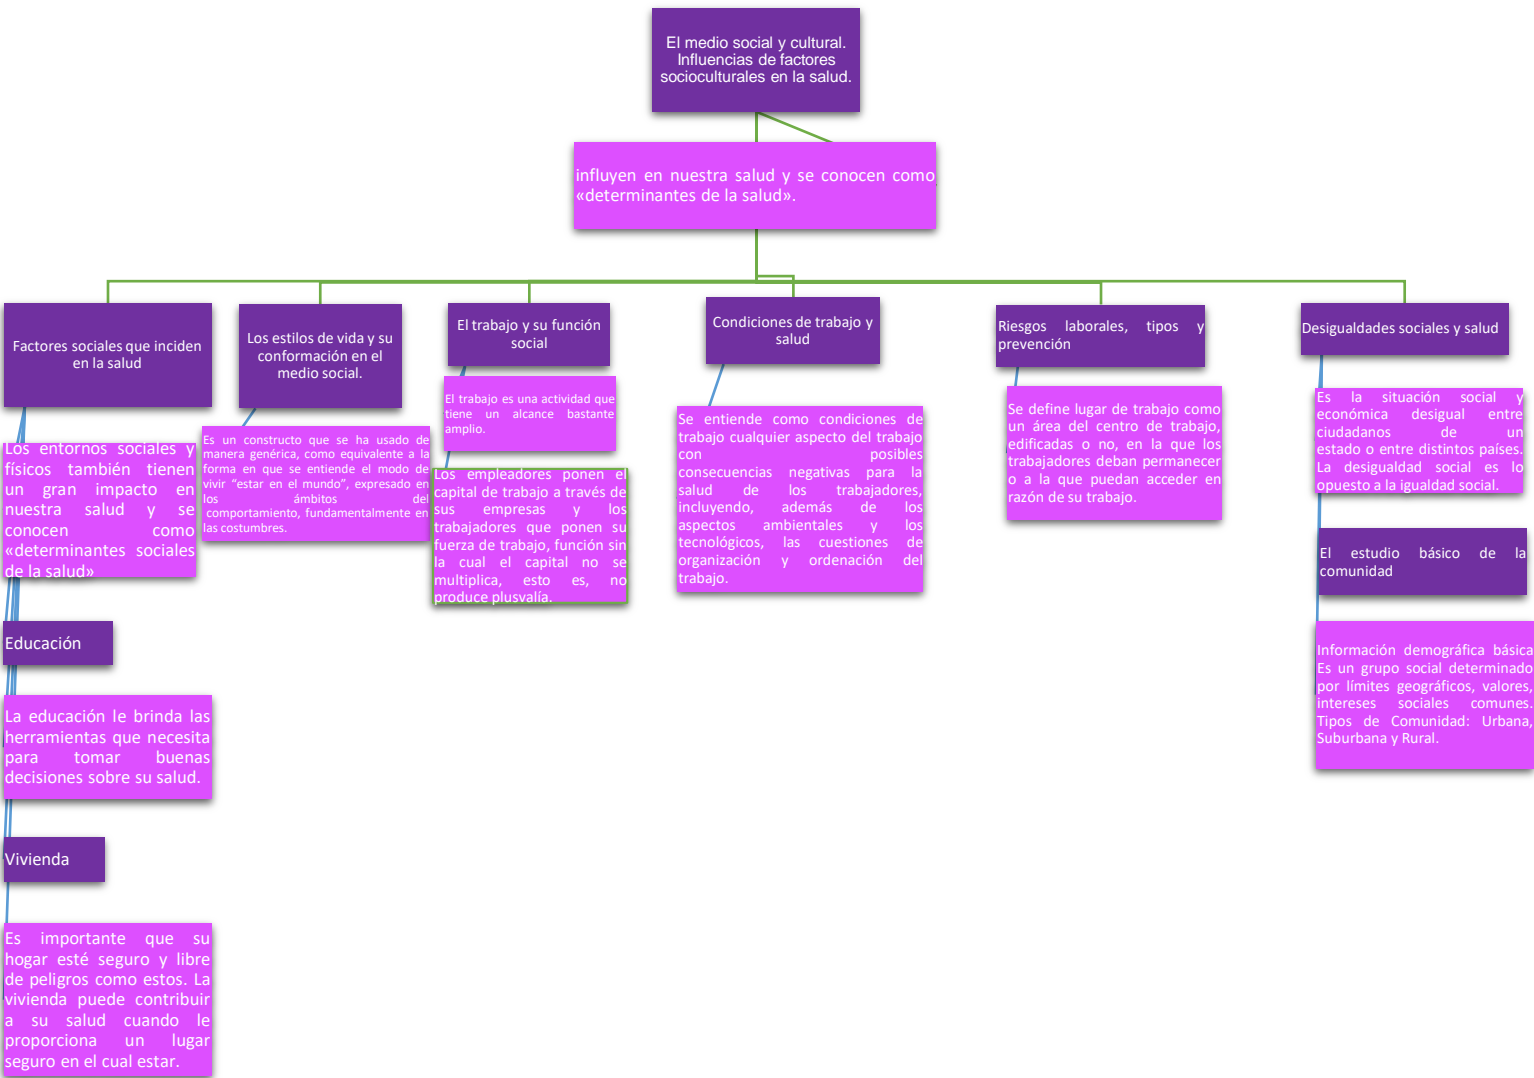 El medio social y cultural.
Influencias de factores
socioculturales en la salud.
influyen en nuestra salud y se conocen como
«determinantes de la salud».
Factores sociales que inciden
en la salud
Los entornos sociales y
físicos también tienen
un gran impacto en
nuestra salud y se
conocen como
«determinantes sociales
de la salud»
Educación
La educación le brinda las
herramientas que necesita
para tomar buenas
decisiones sobre su salud.
Vivienda
Es importante que su
hogar esté seguro y libre
de peligros como estos. La
vivienda puede contribuir
a su salud cuando le
proporciona un lugar
seguro en el cual estar.
Los estilos de vida y su
conformación en el
medio social.
Es un constructo que se ha usado de
manera genérica, como equivalente a la
forma en que se entiende el modo de
vivir “estar en el mundo”, expresado en
los ámbitos del
comportamiento, fundamentalmente en
las costumbres.
El trabajo y su función
social
El trabajo es una actividad que
tiene un alcance bastante
amplio.
Los empleadores ponen el
capital de trabajo a través de
sus empresas y los
trabajadores que ponen su
fuerza de trabajo, función sin
la cual el capital no se
multiplica, esto es, no
produce plusvalía.
Condiciones de trabajo y
salud
Se entiende como condiciones de
trabajo cualquier aspecto del trabajo
con posibles
consecuencias negativas para la
salud de los trabajadores,
incluyendo, además de los
aspectos ambientales y los
tecnológicos, las cuestiones de
organización y ordenación del
trabajo.
Riesgos laborales, tipos y
prevención
Se define lugar de trabajo como
un área del centro de trabajo,
edificadas o no, en la que los
trabajadores deban permanecer
o a la que puedan acceder en
razón de su trabajo.
Desigualdades sociales y salud
Es la situación social y
económica desigual entre
ciudadanos de un
estado o entre distintos países.
La desigualdad social es lo
opuesto a la igualdad social.
El estudio básico de la
comunidad
Información demográfica básica
Es un grupo social determinado
por límites geográficos, valores,
intereses sociales comunes.
Tipos de Comunidad: Urbana,
Suburbana y Rural.